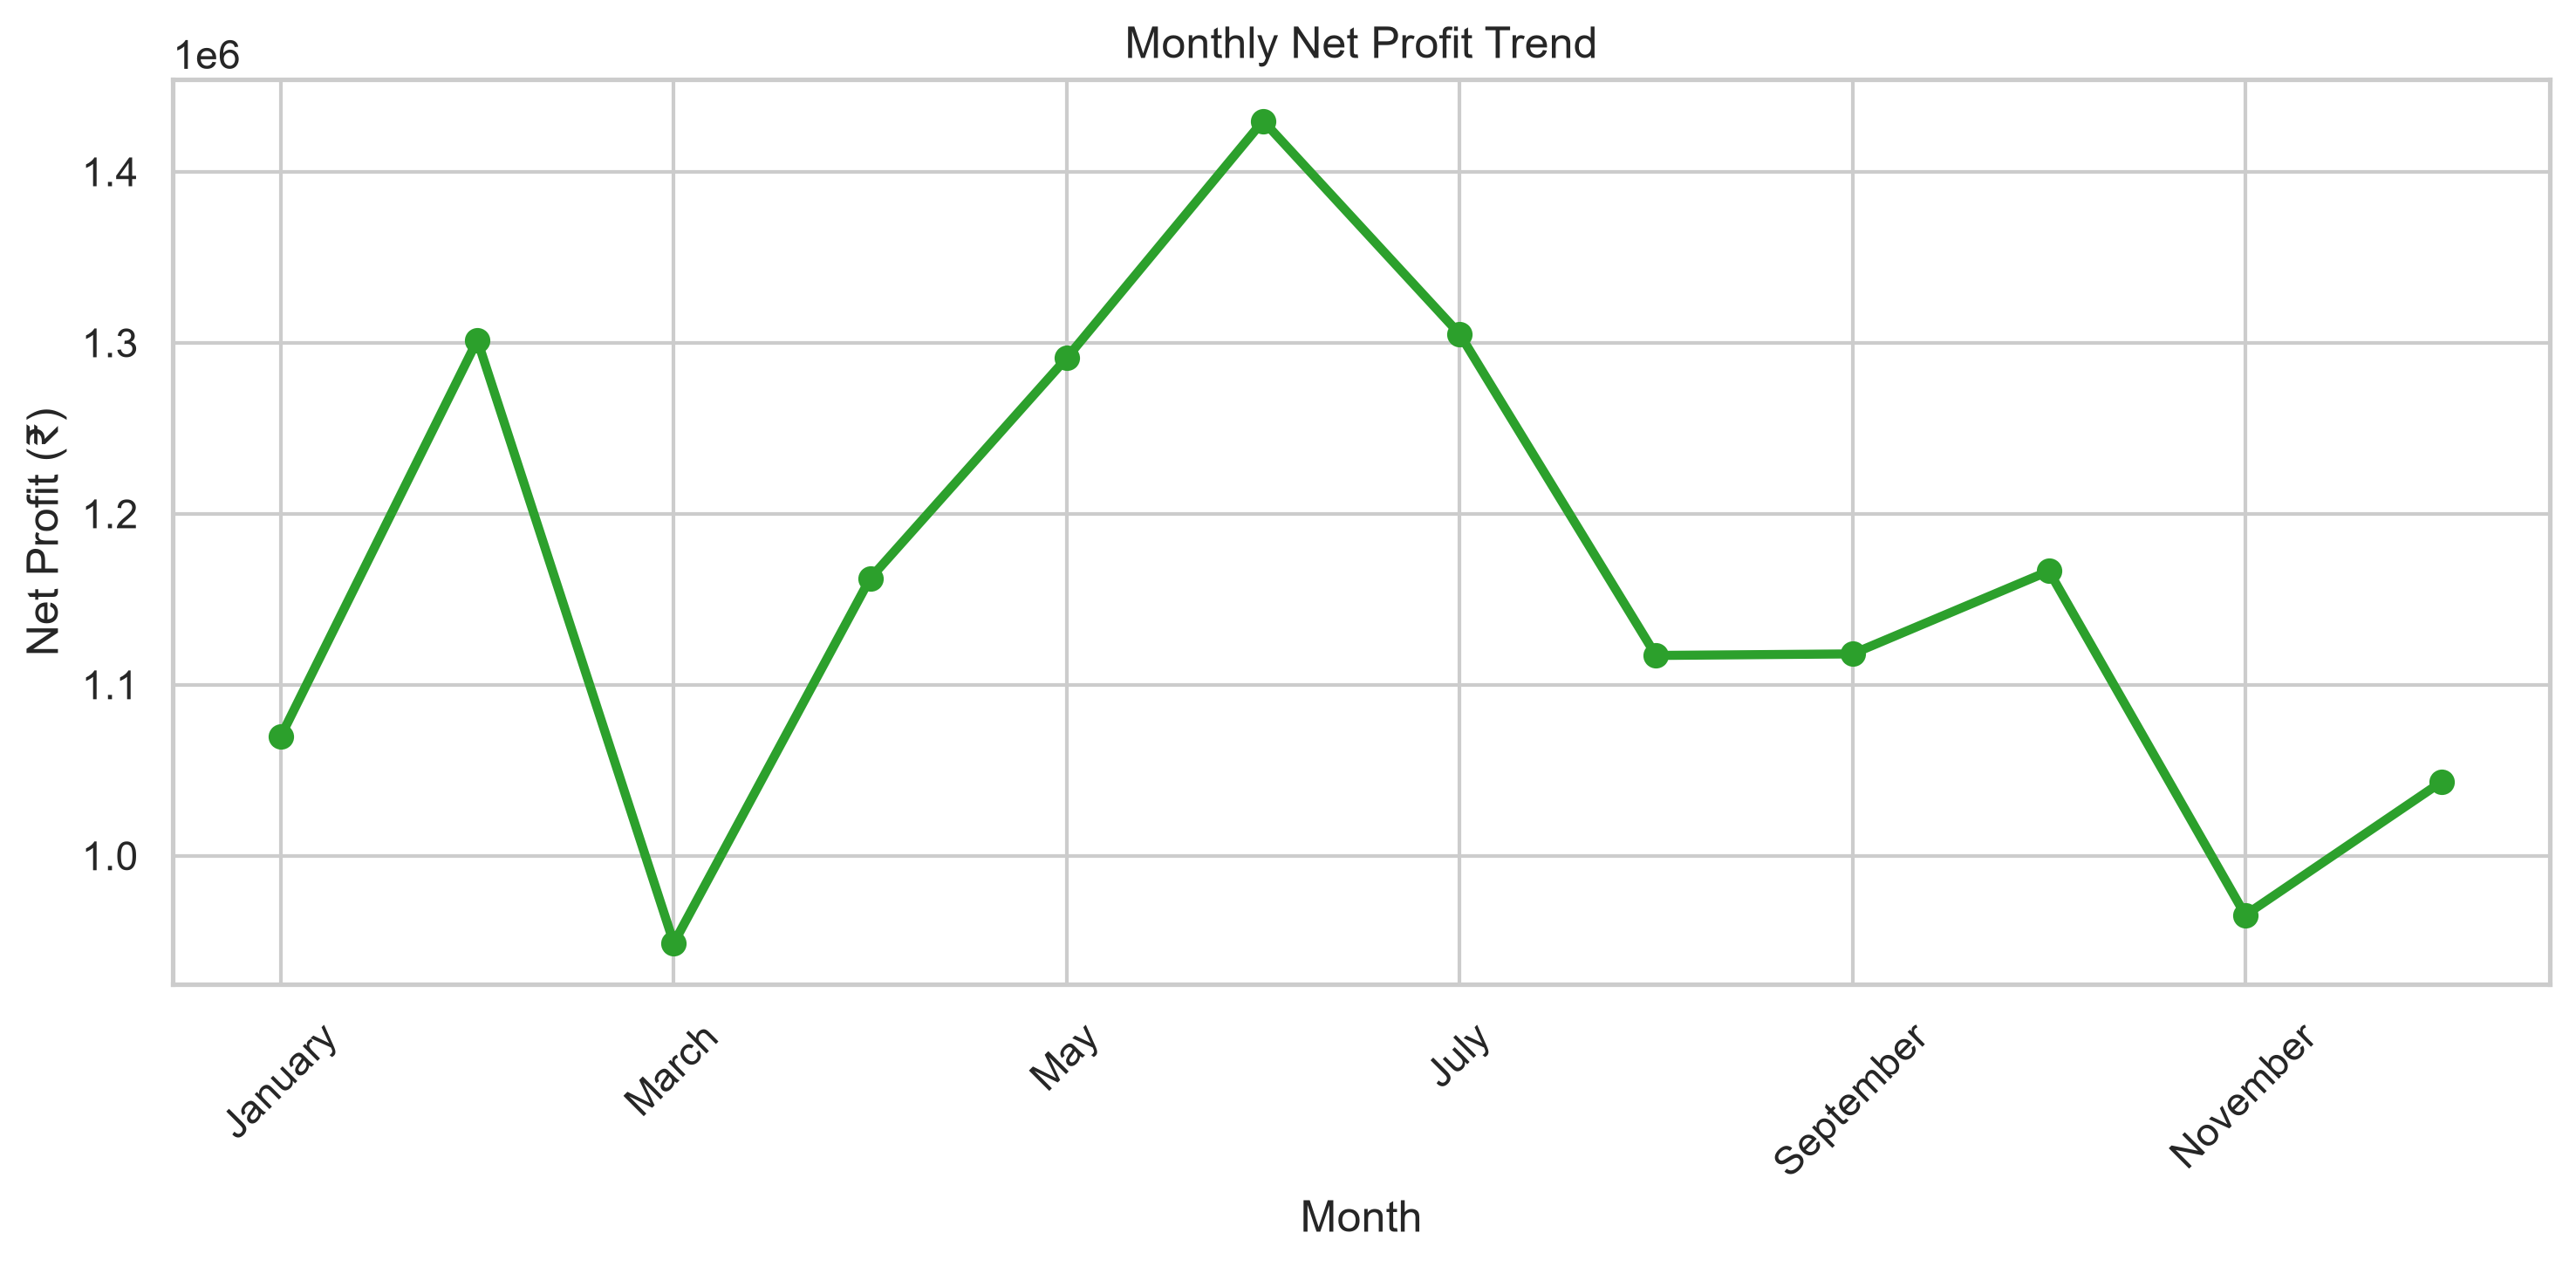 Monthly Net Profit Trend
1e6
1.4
1.3
1.2
1.1
1.0
Net Profit (₹)
January
March
May
July
September
November
Month